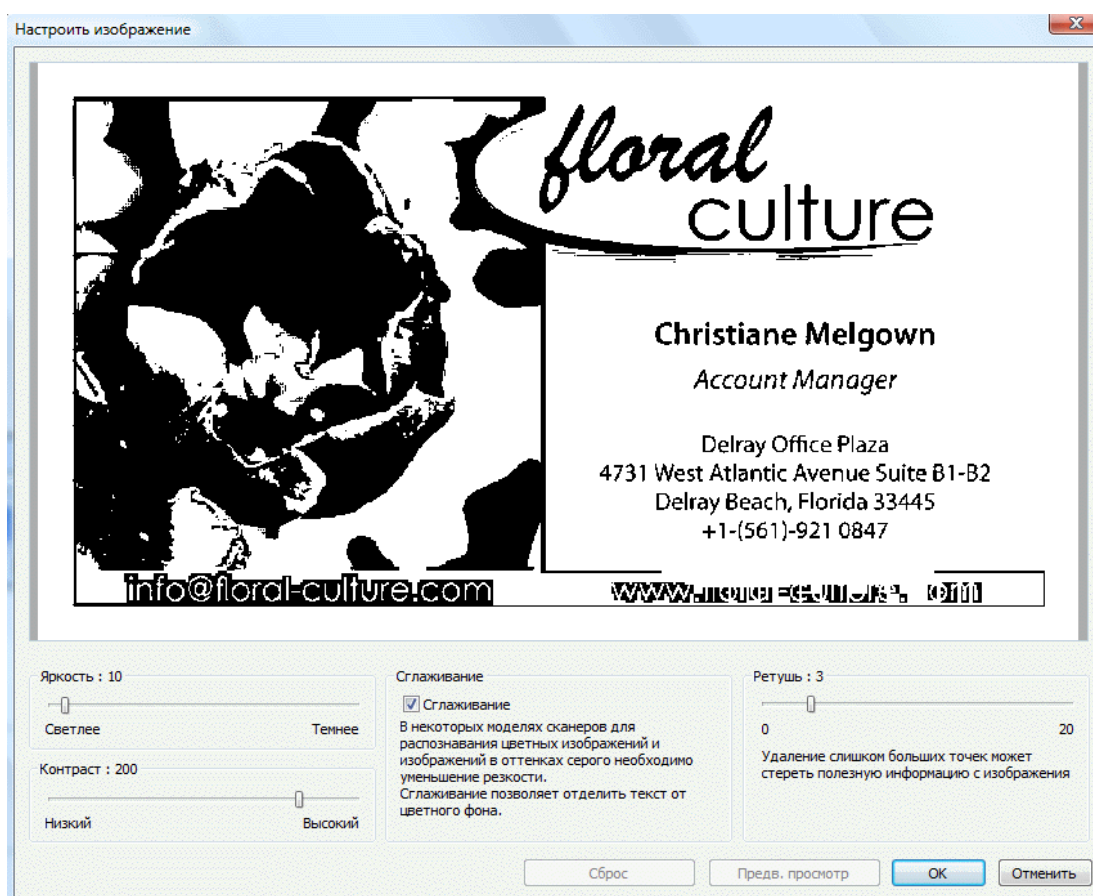 Настроить изображение
floral
culture
Christiane Melgown
Account Manager
Delray Office Plaza
4731 West Atlantic Avenue Suite B1-B2
Delray Beach, Florida 33445
+1-(561)-921 0847
info@floral-culture.com
Яркость : 10
Светлее
Темнее
Контраст : 200
Низкий
Высокий
Сглаживание
Сглаживание
В некоторых моделях сканеров для
распознавания цветных изображений и
изображений в оттенках серого необходимо
уменьшение резкости.
Сглаживание позволяет отделить текст от
цветного фона.
Ретушь : 3
0
20
Удаление слишком больших точек может
стереть полезную информацию с изображения
Сброс
Предв. просмотр
OK
Отменить